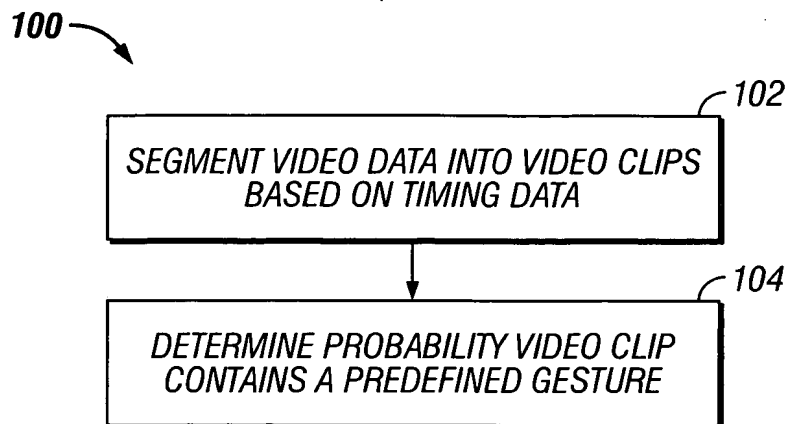 100
102
SEGMENT VIDEO DATA INTO VIDEO CLIPS
BASED ON TIMING DATA
104
DETERMINE PROBABILITY VIDEO CLIP
CONTAINS A PREDEFINED GESTURE